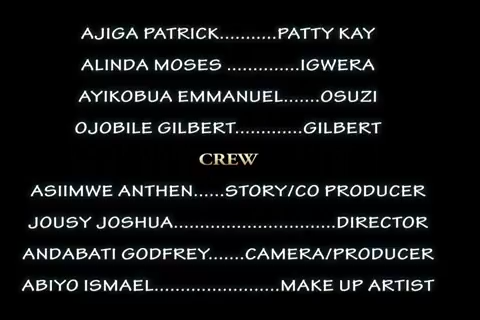 AJIGA PATRICK...........PATTY KAY
ALINDA MOSES ..............IGWERA
AYIKOBUA EMMANUEL.......OSUZI
OJOBILE GILBERT.............GILBERT
CREW
ASIIMWE ANTHEN......STORY/CO PRODUCER
JOUSY JOSHUA...............................DIRECTOR
ANDABATI GODFREY.......CAMERA/PRODUCER
ABIYO ISMAEL........................MAKE UP ARTIST